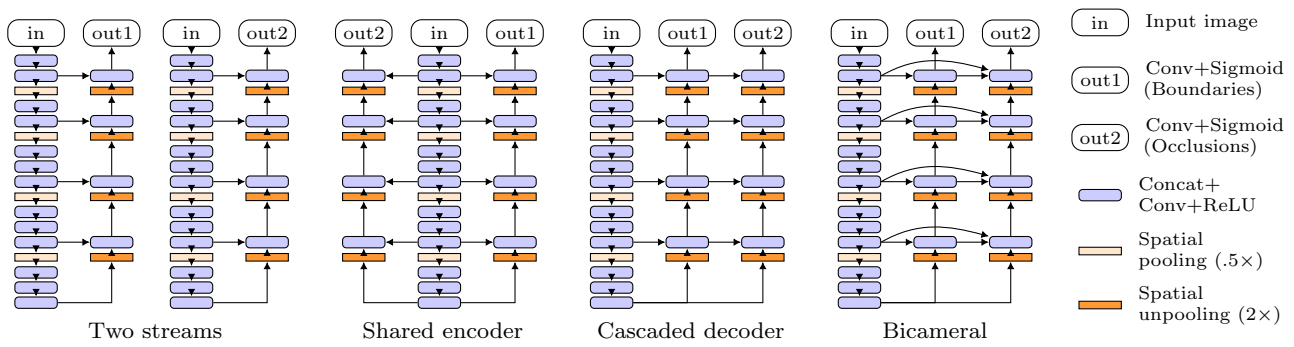 in out1 in out2 out2 in out1 in out1 out2 in out1 out2
in Input image
out1 Conv+Sigmoid
(Boundaries)
out2 Conv+Sigmoid
(Occlusions)
Concat+
Conv+ReLU
Spatial
pooling (.5×)
Spatial
unpooling (2×)
Two streams Shared encoder Cascaded decoder Bicameral